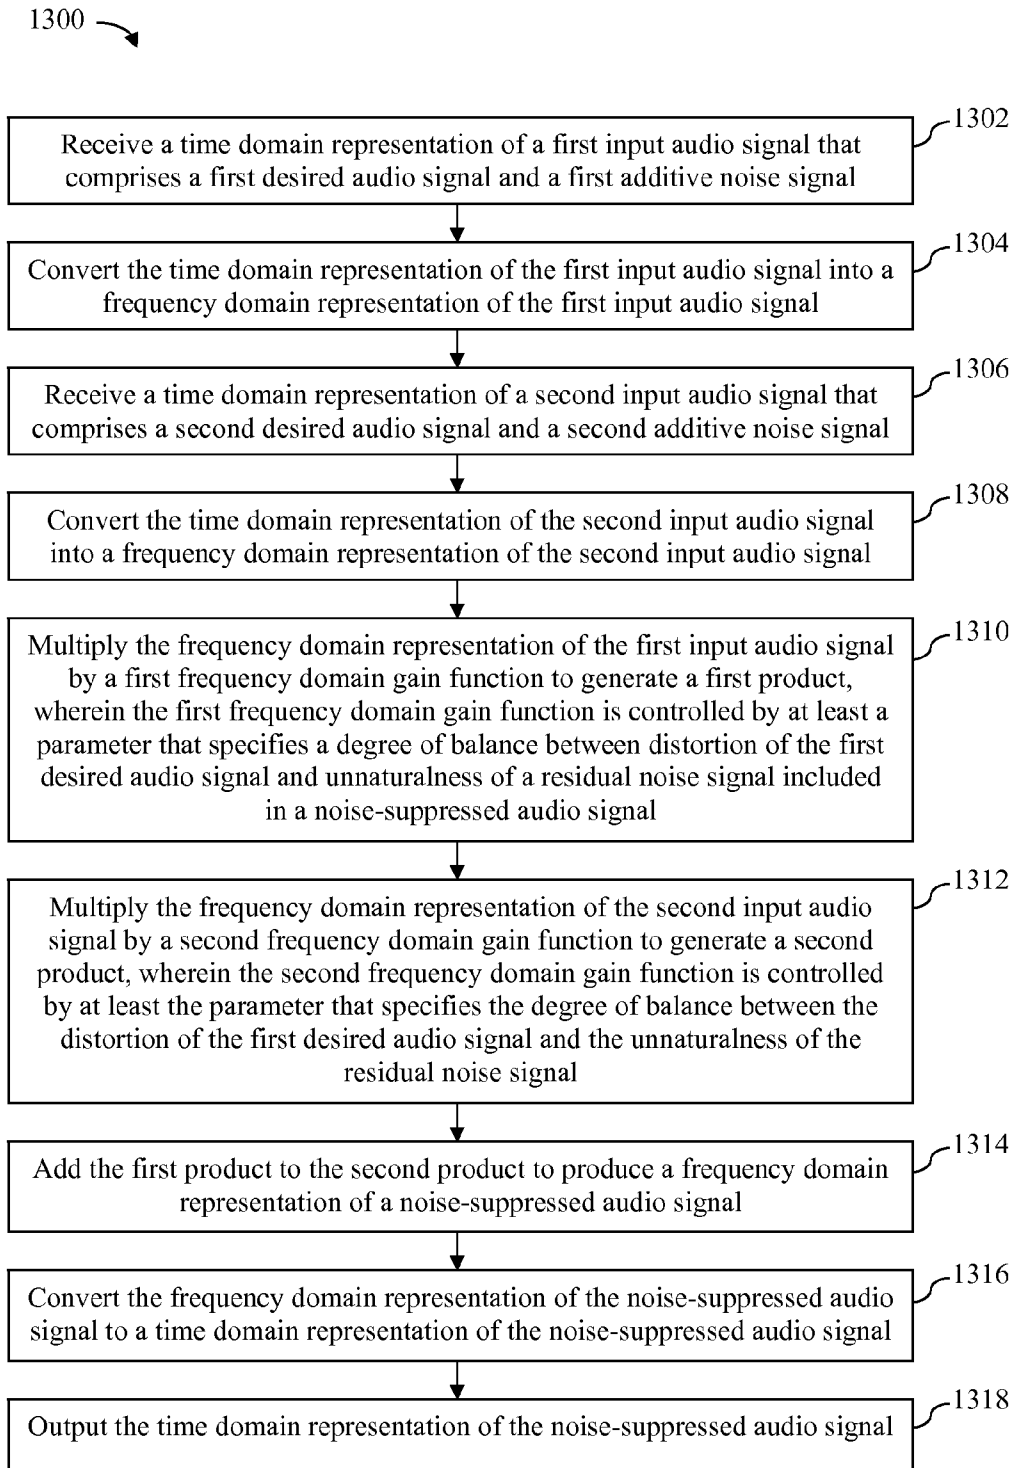 1300
1302
Receive a time domain representation of a first input audio signal that
comprises a first desired audio signal and a first additive noise signal
1304
Convert the time domain representation of the first input audio signal into a
frequency domain representation of the first input audio signal
1306
Receive a time domain representation of a second input audio signal that
comprises a second desired audio signal and a second additive noise signal
1308
Convert the time domain representation of the second input audio signal
into a frequency domain representation of the second input audio signal
1310
Multiply the frequency domain representation of the first input audio signal
by a first frequency domain gain function to generate a first product,
wherein the first frequency domain gain function is controlled by at least a
parameter that specifies a degree of balance between distortion of the first
desired audio signal and unnaturalness of a residual noise signal included
in a noise-suppressed audio signal
1312
Multiply the frequency domain representation of the second input audio
signal by a second frequency domain gain function to generate a second
product, wherein the second frequency domain gain function is controlled
by at least the parameter that specifies the degree of balance between the
distortion of the first desired audio signal and the unnaturalness of the
residual noise signal
1314
Add the first product to the second product to produce a frequency domain
representation of a noise-suppressed audio signal
1316
Convert the frequency domain representation of the noise-suppressed audio
signal to a time domain representation of the noise-suppressed audio signal
1318
Output the time domain representation of the noise-suppressed audio signal